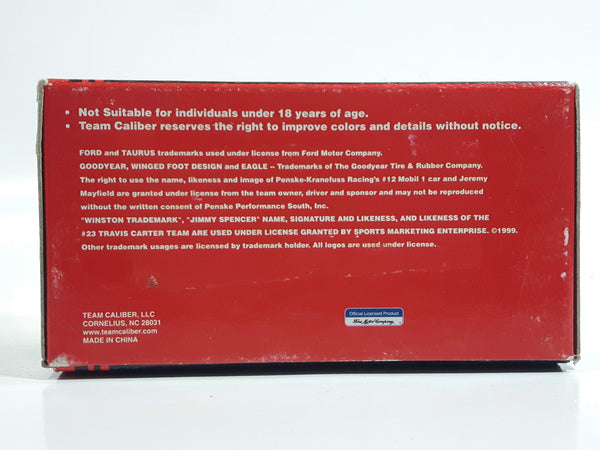 • Not Suitable for individuals under 18 years of age.
• Team Caliber reserves the right to improve colors and details without notice.
FORD and TAURUS trademarks used under license from Ford Motor Company.
GOODYEAR, WINGED FOOT DESIGN and EAGLE -- Trademarks of The Goodyear Tire & Rubber Company.
The right to use the name, likeness and image of Penske-Kranefuss Racing's #12 Mobil 1 car and Jeremy
Mayfield are granted under license from the team owner, driver and sponsor and may not be reproduced
without the written consent of Penske Performance South, Inc.
"WINSTON TRADEMARK", "JIMMY SPENCER" NAME, SIGNATURE AND LIKENESS, AND LIKENESS OF THE
#23 TRAVIS CARTER TEAM ARE USED UNDER LICENSE GRANTED BY SPORTS MARKETING ENTERPRISE. ©1999.
Other trademark usages are licensed by trademark holder. All logos are used under license.
TEAM CALIBER, LLC
CORNELIUS, NC 28031
www.teamcaliber.com
MADE IN CHINA
Official Licensed Product
Ford Motor Company